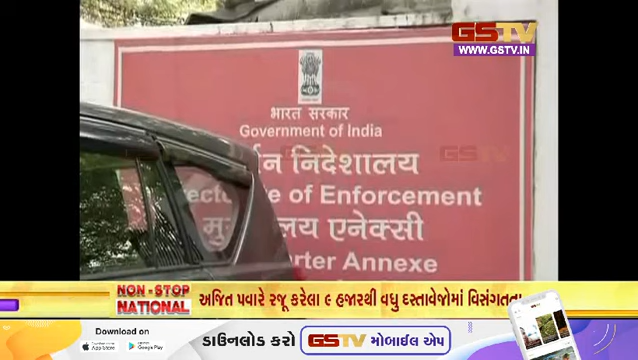 GSTV
WWW.GSTV.IN
भारत सरकार
Government of India
निदेशालय
GSTV
of Enforcement
एनेक्सी
Annexe
NON-STOP
NATIONAL
અજિત પવારે રજૂ કરેલા ૯ હજારથી વધુ દસ્તાવેજોમાં વિસંગતતા
Download on
App Store
Google Play
ડાઉનલોડ કરો GSTV મોબાઈલ એપ